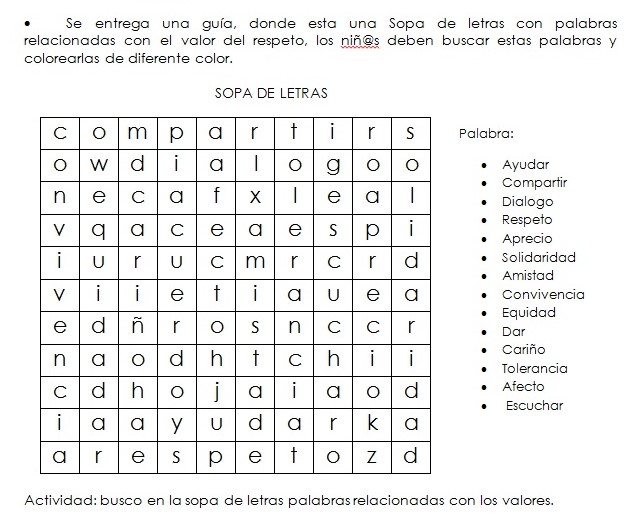 • Se entrega una guía, donde esta una Sopa de letras con palabras
relacionadas con el valor del respeto, los niñ@s deben buscar estas palabras y
colorearlas de diferente color.
SOPA DE LETRAS
c o m p a r t i r s
o w d i a l o g o o
n e c a f x l e a l
v q a c e a e s p i
i u r u c m r c r d
v i i e t i a u e a
e d ñ r o s n c c r
n a o d h t c h i i
c d h o j a i a o d
i a a y u d a r k a
a r e s p e t o z d
Palabra:
• Ayudar
• Compartir
• Dialogo
• Respeto
• Aprecio
• Solidaridad
• Amistad
• Convivencia
• Equidad
• Dar
• Cariño
• Tolerancia
• Afecto
• Escuchar
Actividad: busco en la sopa de letras palabras relacionadas con los valores.